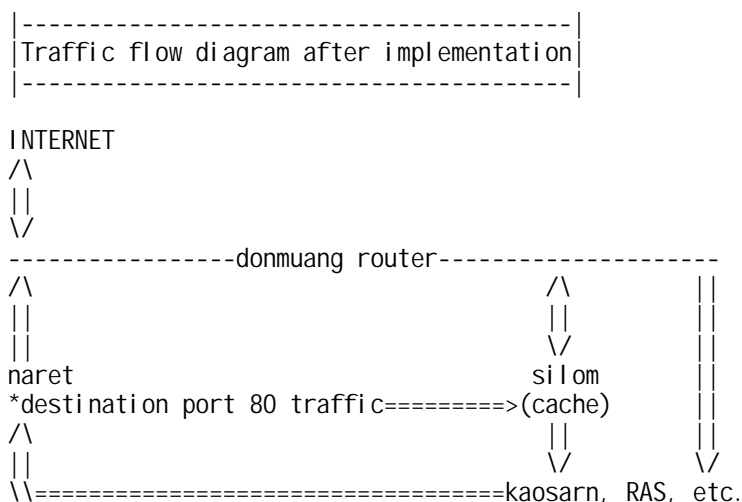 |-----------------------------------------|
|Traffic flow diagram after implementation|
|-----------------------------------------|
INTERNET
/\
||
\/
-----------------donmuang router---------------------
/\                                       /\         ||
||                                       ||         ||
||                                       \/         ||
naret                                   silom       ||
*destination port 80 traffic=========>(cache)       ||
/\                                       ||         ||
||                                       \/         \/
\\===================================kaosarn, RAS, etc.